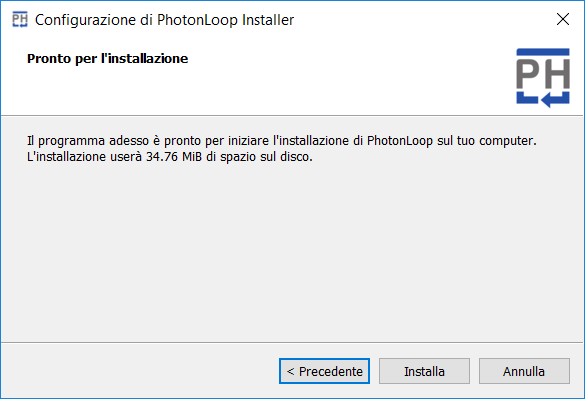 PH Configurazione di PhotonLoop Installer
Pronto per l'installazione
PH
Il programma adesso è pronto per iniziare l'installazione di PhotonLoop sul tuo computer.
L'installazione userà 34.76 MiB di spazio sul disco.
< Precedente
Installa
Annulla